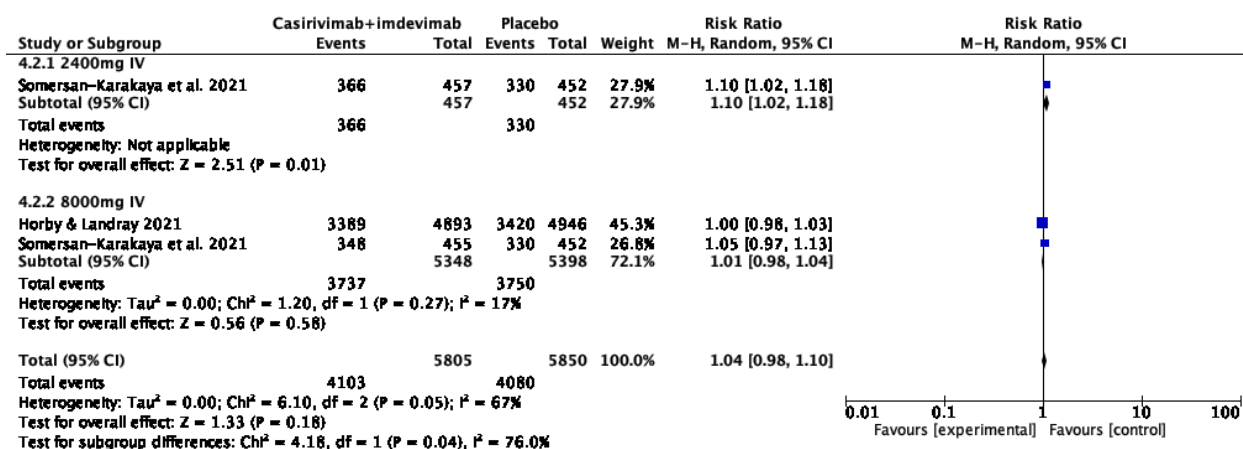 Casirivimab+imdevimab Placebo Risk Ratio Risk Ratio
Study or Subgroup Events Total Events Total Weight M-H, Random, 95% CI M-H, Random, 95% CI
4.2.1 2400mg IV
Somersan-Karakaya et al. 2021 366 457 330 452 27.9% 1.10 [1.02, 1.18]
Subtotal (95% CI) 457 452 27.9% 1.10 [1.02, 1.18]
Total events 366 330
Heterogeneity: Not applicable
Test for overall effect: Z = 2.51 (P = 0.01)
4.2.2 8000mg IV
Horby & Landray 2021 3389 4893 3420 4946 45.3% 1.00 [0.98, 1.03]
Somersan-Karakaya et al. 2021 348 455 330 452 26.8% 1.05 [0.97, 1.13]
Subtotal (95% CI) 5348 5398 72.1% 1.01 [0.98, 1.04]
Total events 3737 3750
Heterogeneity: Tau² = 0.00; Chi² = 1.20, df = 1 (P = 0.27); I² = 17%
Test for overall effect: Z = 0.56 (P = 0.58)
Total (95% CI) 5805 5850 100.0% 1.04 [0.98, 1.10]
Total events 4103 4080
Heterogeneity: Tau² = 0.00; Chi² = 6.10, df = 2 (P = 0.05); I² = 67%
Test for overall effect: Z = 1.33 (P = 0.18)
Test for subgroup differences: Chi² = 4.18, df = 1 (P = 0.04), I² = 76.0%
0.01 0.1 1 10 100
Favours [experimental] Favours [control]